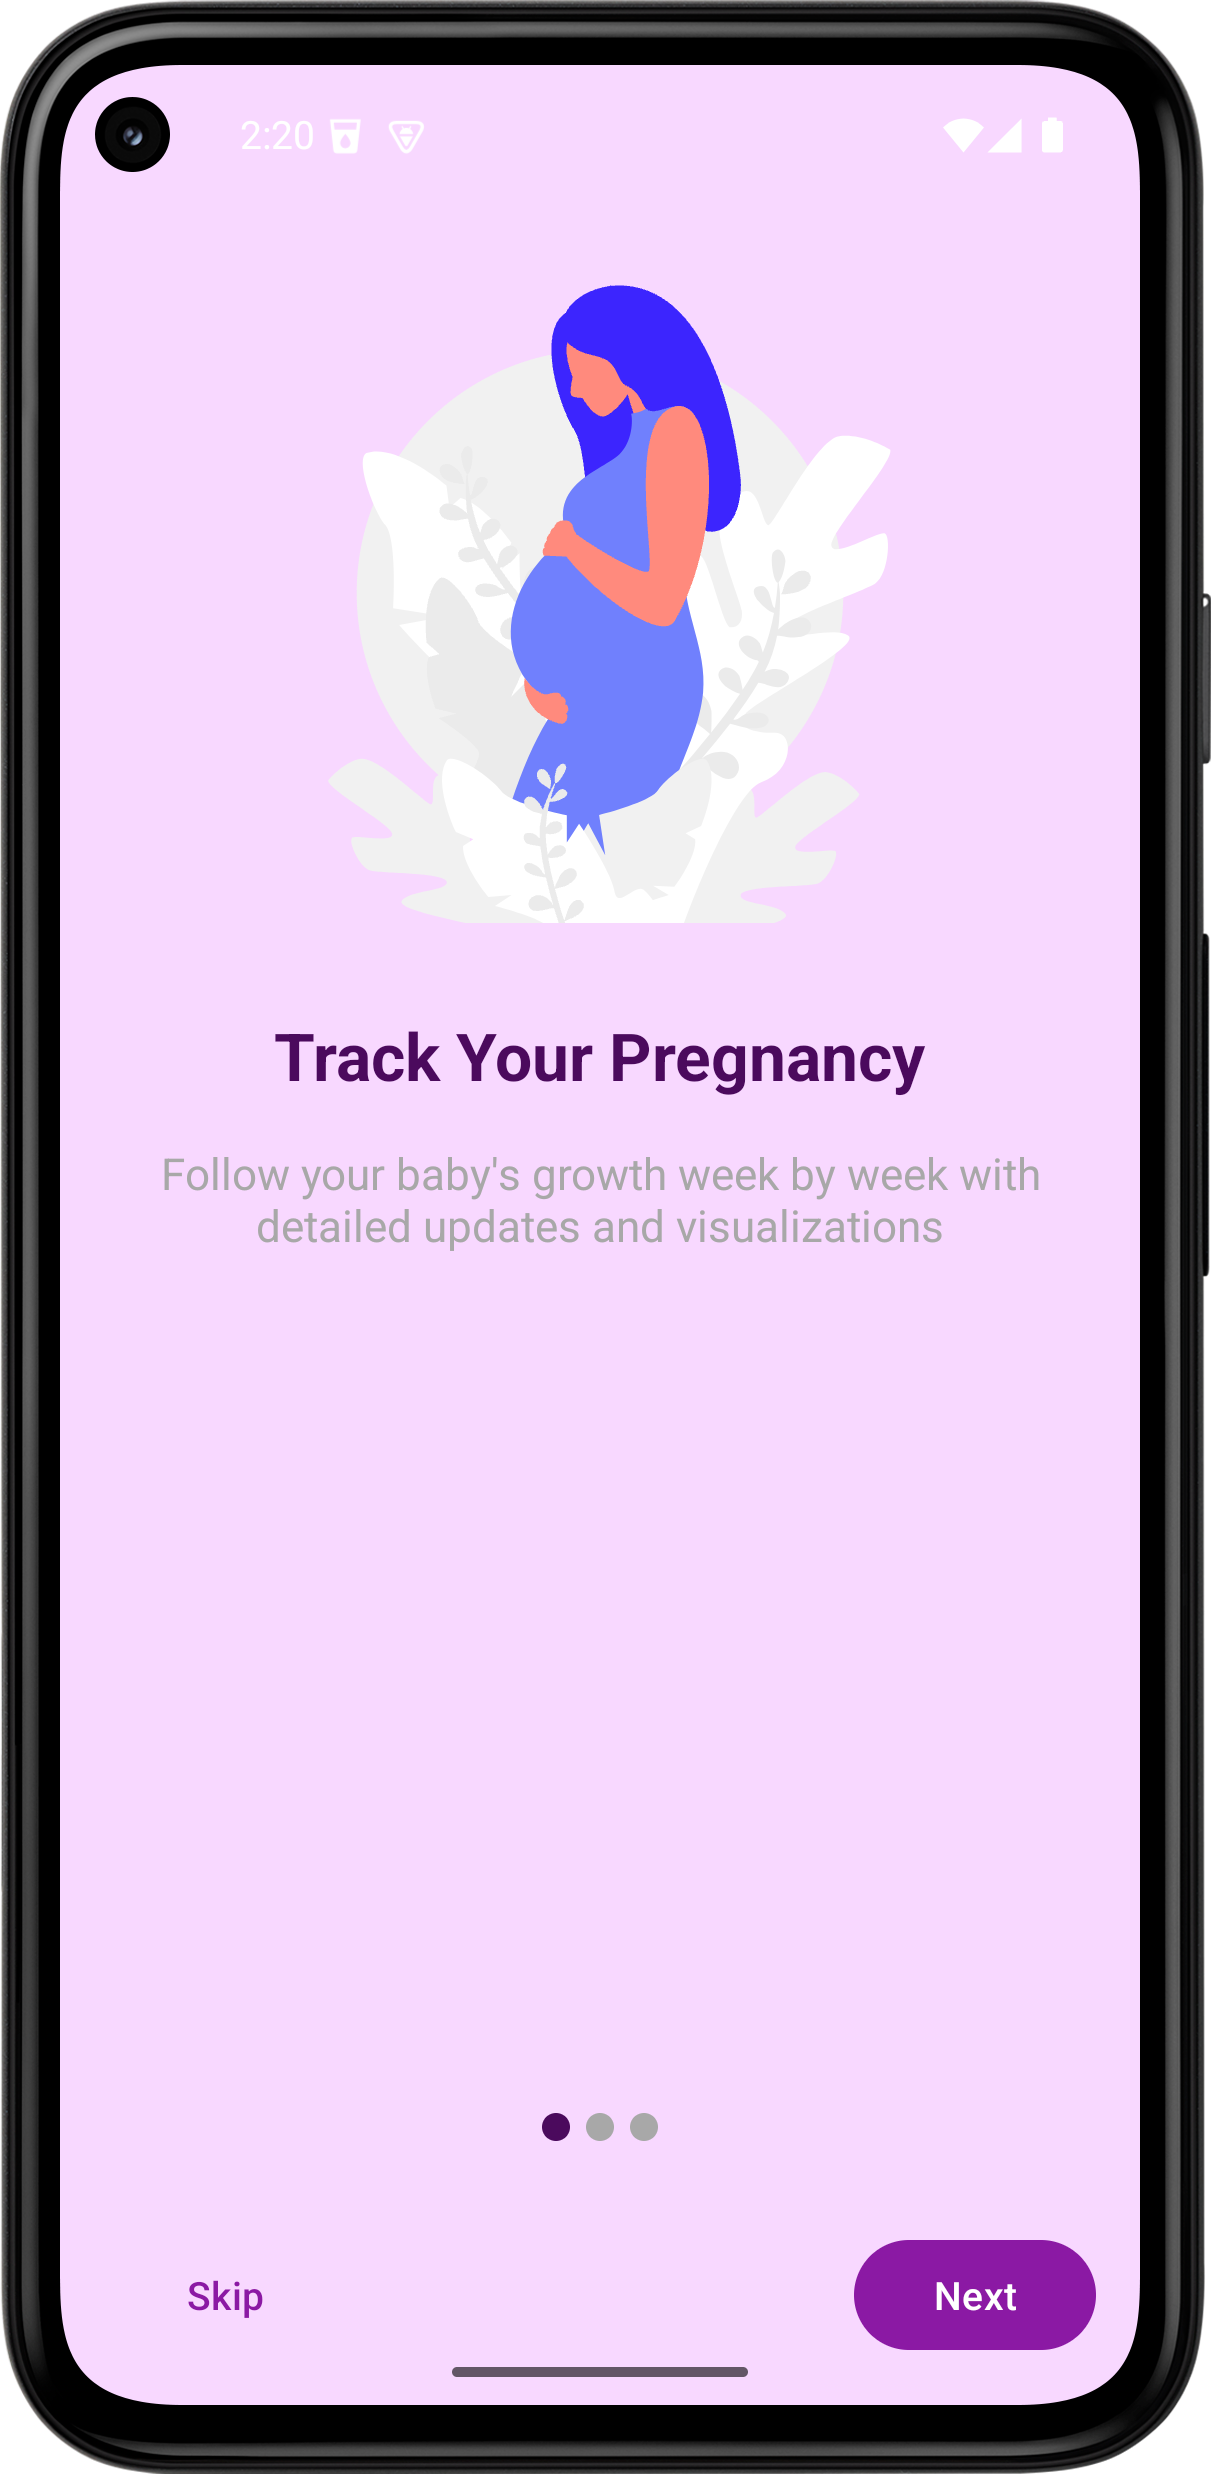 2:20
Track Your Pregnancy
Follow your baby's growth week by week with
detailed updates and visualizations
Skip
Next